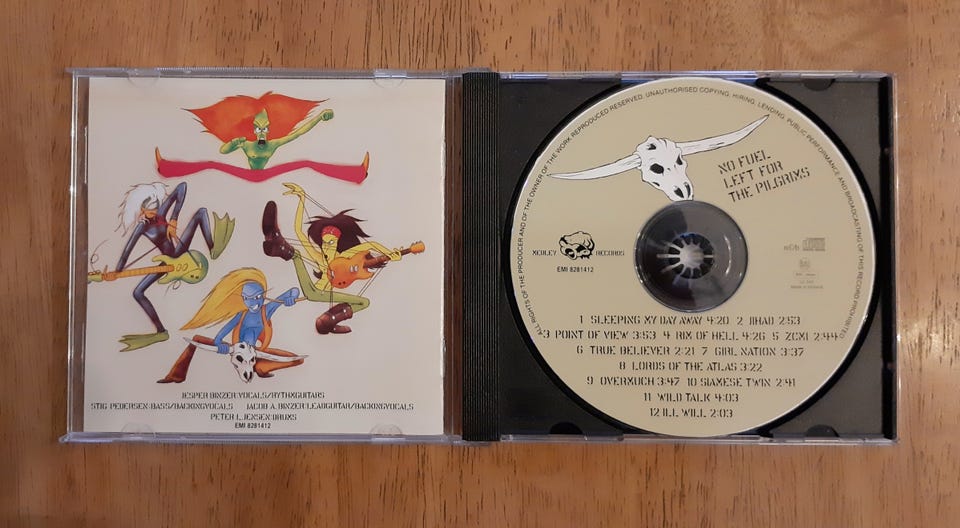 JESPER BINZER:VOCALS/RYTHMGUITARS
STIG PEDERSEN:BASS/BACKINGVOCALS JACOB A. BINZER:LEADGUITAR/BACKINGVOCALS
PETER L. JENSEN:DRUMS
EMI 8281412
ALL RIGHTS OF THE PRODUCER AND OF THE OWNER OF THE WORK REPRODUCED RESERVED. UNAUTHORISED COPYING, HIRING, LENDING, PUBLIC PERFORMANCE AND BROADCASTING OF THIS RECORD PROHIBITED
NO FUEL
LEFT FOR
THE PILGRIMS
MEDLEY RECORDS
EMI 8281412
1 SLEEPING MY DAY AWAY 4:20 2 JIHAD 2:53
3 POINT OF VIEW 3:53 4 RIM OF HELL 4:26 5 ZCMI 2:44
6 TRUE BELIEVER 2:21 7 GIRL NATION 3:37
8 LORDS OF THE ATLAS 3:22
9 OVERMUCH 3:47 10 SIAMESE TWIN 2:41
11 WILD TALK 4:03
12 ILL WILL 2:03